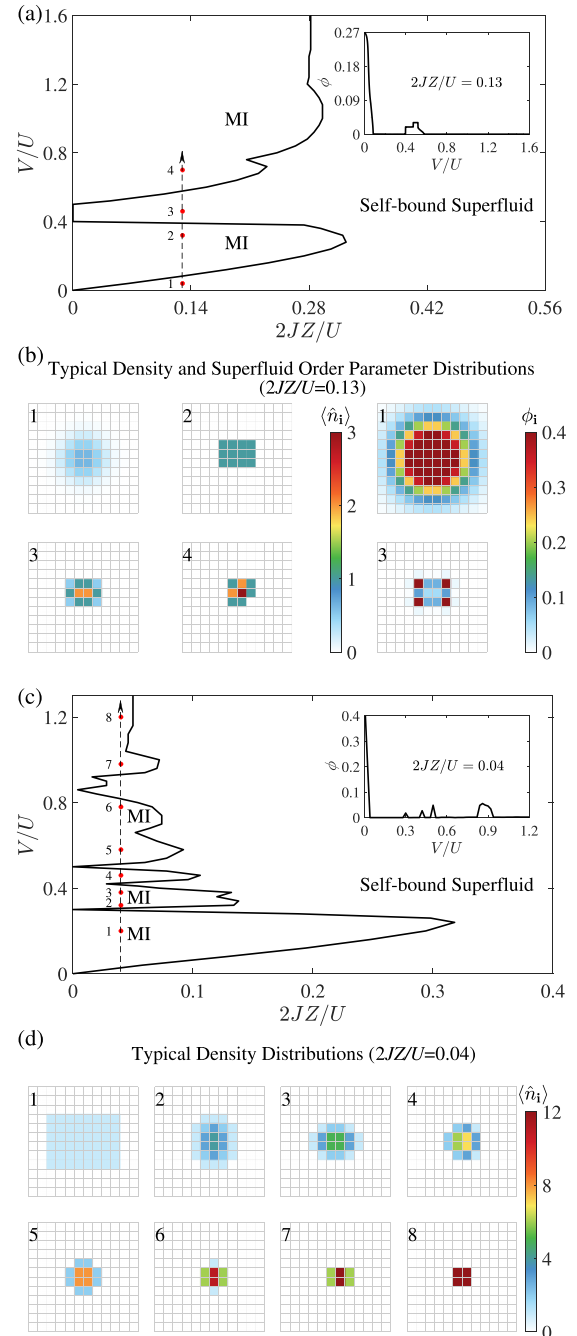 (a)
1.6
1.2
0.8
0.4
0
V/U
MI
MI
4
3
2
1
0.27
0.18
0.09
0
ϕ
2JZ/U = 0.13
0
0.4
0.8
1.2
1.6
V/U
Self-bound Superfluid
0
0.14
0.28
0.42
0.56
2JZ/U
(b)
Typical Density and Superfluid Order Parameter Distributions
(2JZ/U=0.13)
1
2
⟨n̂ᵢ⟩
3
2
1
0
1
ϕᵢ
0.4
0.3
0.2
0.1
0
3
4
3
(c)
1.2
0.8
0.4
0
V/U
8
7
6
MI
5
4
3
MI
2
1
MI
0.4
0.3
0.2
0.1
0
ϕ
2JZ/U = 0.04
0
0.3
0.6
0.9
1.2
V/U
Self-bound Superfluid
0
0.1
0.2
0.3
0.4
2JZ/U
(d)
Typical Density Distributions (2JZ/U=0.04)
1
2
3
4
⟨n̂ᵢ⟩
12
8
4
0
5
6
7
8